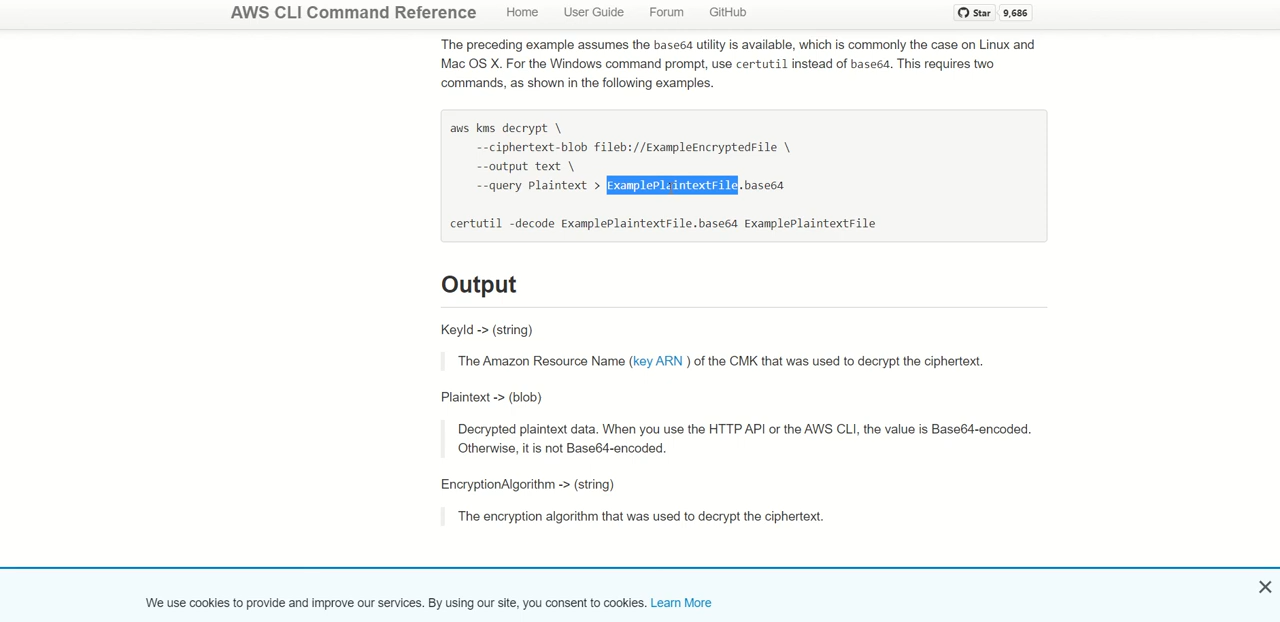 AWS CLI Command Reference Home User Guide Forum GitHub Star 9,686
The preceding example assumes the base64 utility is available, which is commonly the case on Linux and
Mac OS X. For the Windows command prompt, use certutil instead of base64. This requires two
commands, as shown in the following examples.
aws kms decrypt \
    --ciphertext-blob fileb://ExampleEncryptedFile \
    --output text \
    --query Plaintext > ExamplePlaintextFile.base64
certutil -decode ExamplePlaintextFile.base64 ExamplePlaintextFile
Output
KeyId -> (string)
The Amazon Resource Name (key ARN ) of the CMK that was used to decrypt the ciphertext.
Plaintext -> (blob)
Decrypted plaintext data. When you use the HTTP API or the AWS CLI, the value is Base64-encoded.
Otherwise, it is not Base64-encoded.
EncryptionAlgorithm -> (string)
The encryption algorithm that was used to decrypt the ciphertext.
We use cookies to provide and improve our services. By using our site, you consent to cookies. Learn More